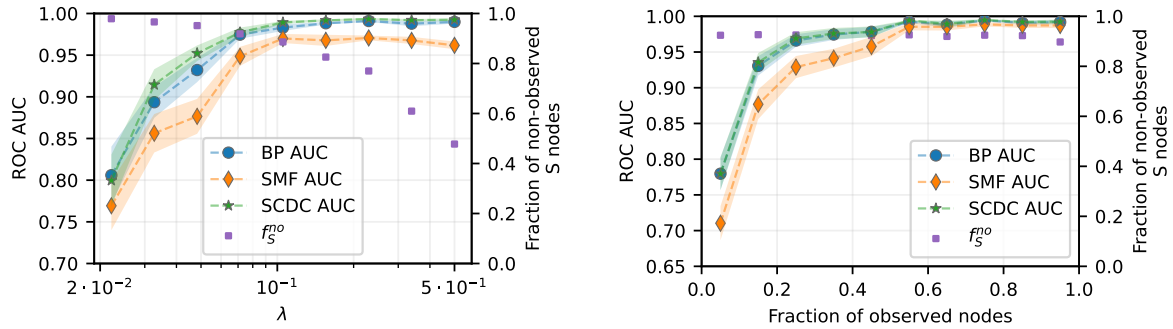 1.00
0.95
0.90
0.85
0.80
0.75
0.70
ROC AUC
2·10⁻²
10⁻¹
5·10⁻¹
λ
1.0
0.8
0.6
0.4
0.2
0.0
Fraction of non-observed
S nodes
BP AUC
SMF AUC
SCDC AUC
f_S^{no}
1.00
0.95
0.90
0.85
0.80
0.75
0.70
0.65
ROC AUC
0.0
0.2
0.4
0.6
0.8
1.0
Fraction of observed nodes
1.0
0.8
0.6
0.4
0.2
0.0
Fraction of non-observed
S nodes
BP AUC
SMF AUC
SCDC AUC
f_S^{no}